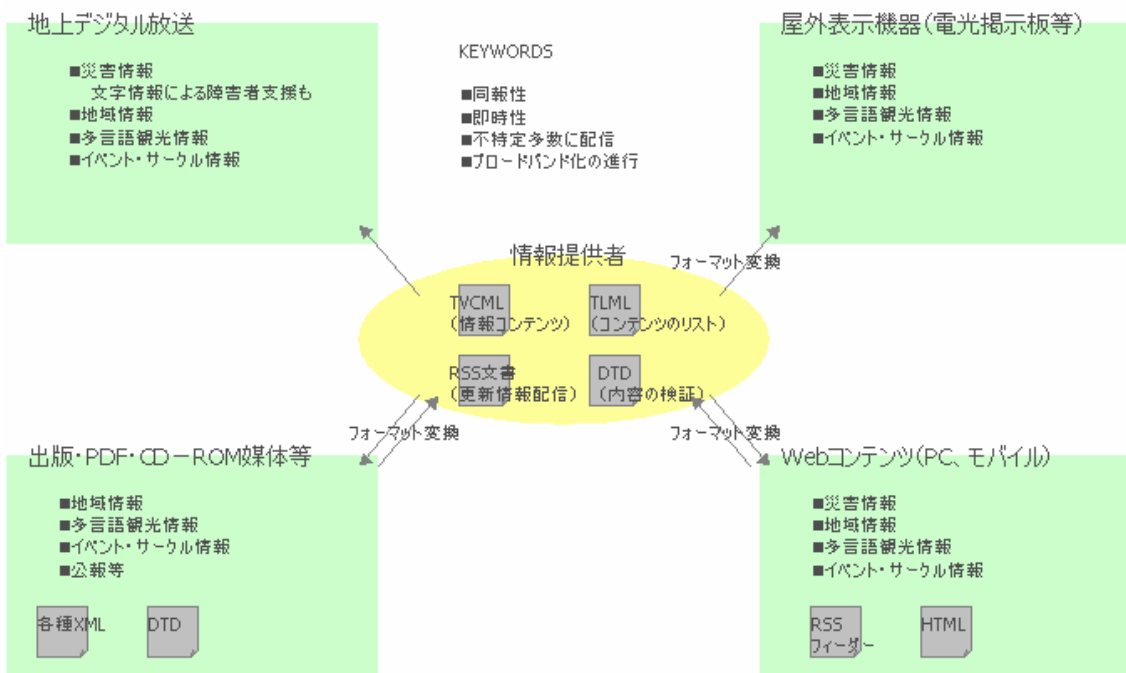 地上デジタル放送
■災害情報
文字情報による障害者支援も
■地域情報
■多言語観光情報
■イベント・サークル情報
KEYWORDS
■同報性
■即時性
■不特定多数に配信
■ブロードバンド化の進行
屋外表示機器(電光掲示板等)
■災害情報
■地域情報
■多言語観光情報
■イベント・サークル情報
情報提供者
フォーマット変換
TVCML
(情報コンテンツ)
TLML
(コンテンツのリスト)
RSS文書
(更新情報配信)
DTD
(内容の検証)
フォーマット変換
フォーマット変換
出版・PDF・CD-ROM媒体等
■地域情報
■多言語観光情報
■イベント・サークル情報
■公報等
各種XML
DTD
Webコンテンツ(PC、モバイル)
■災害情報
■地域情報
■多言語観光情報
■イベント・サークル情報
RSS
フィーダー
HTML